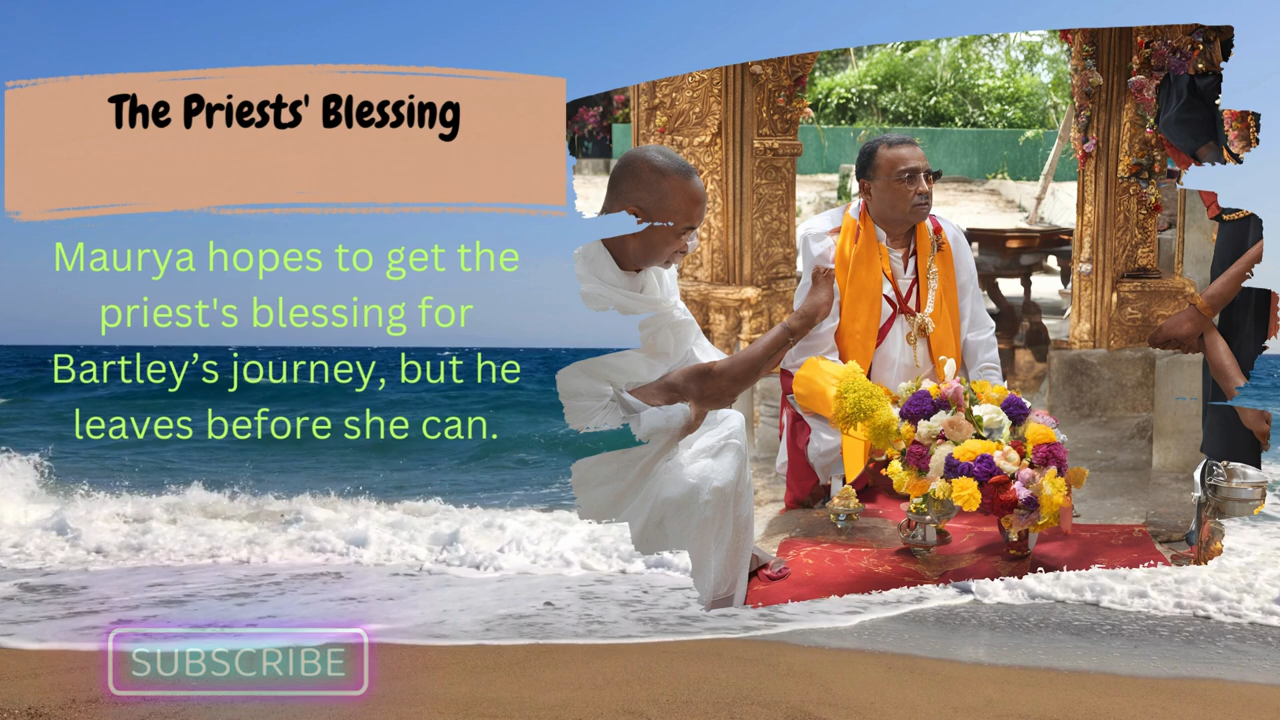 The Priests' Blessing
Maurya hopes to get the
priest's blessing for
Bartley’s journey, but he
leaves before she can.
SUBSCRIBE